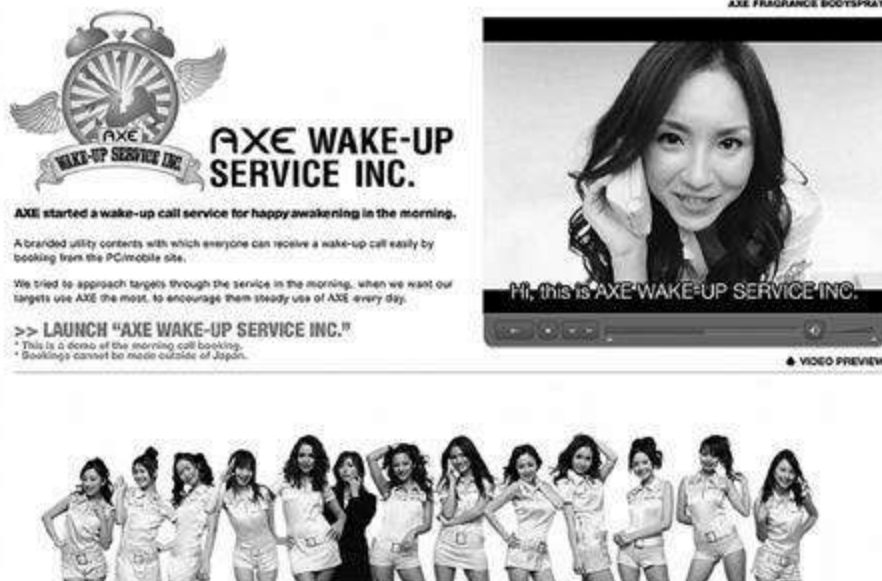 AXE FRAGRANCE BODYSPRAY
AXE
WAKE-UP SERVICE INC.
AXE WAKE-UP
SERVICE INC.
AXE started a wake-up call service for happy awakening in the morning.
A branded utility contents with which everyone can receive a wake-up call easily by
booking from the PC/mobile site.
We tried to approach targets through the service in the morning, when we want our
targets use AXE the most, to encourage them steady use of AXE every day.
>> LAUNCH “AXE WAKE-UP SERVICE INC.”
* This is a demo of the morning call booking.
* Bookings cannot be made outside of Japan.
Hi, this is AXE WAKE-UP SERVICE INC.
VIDEO PREVIEW